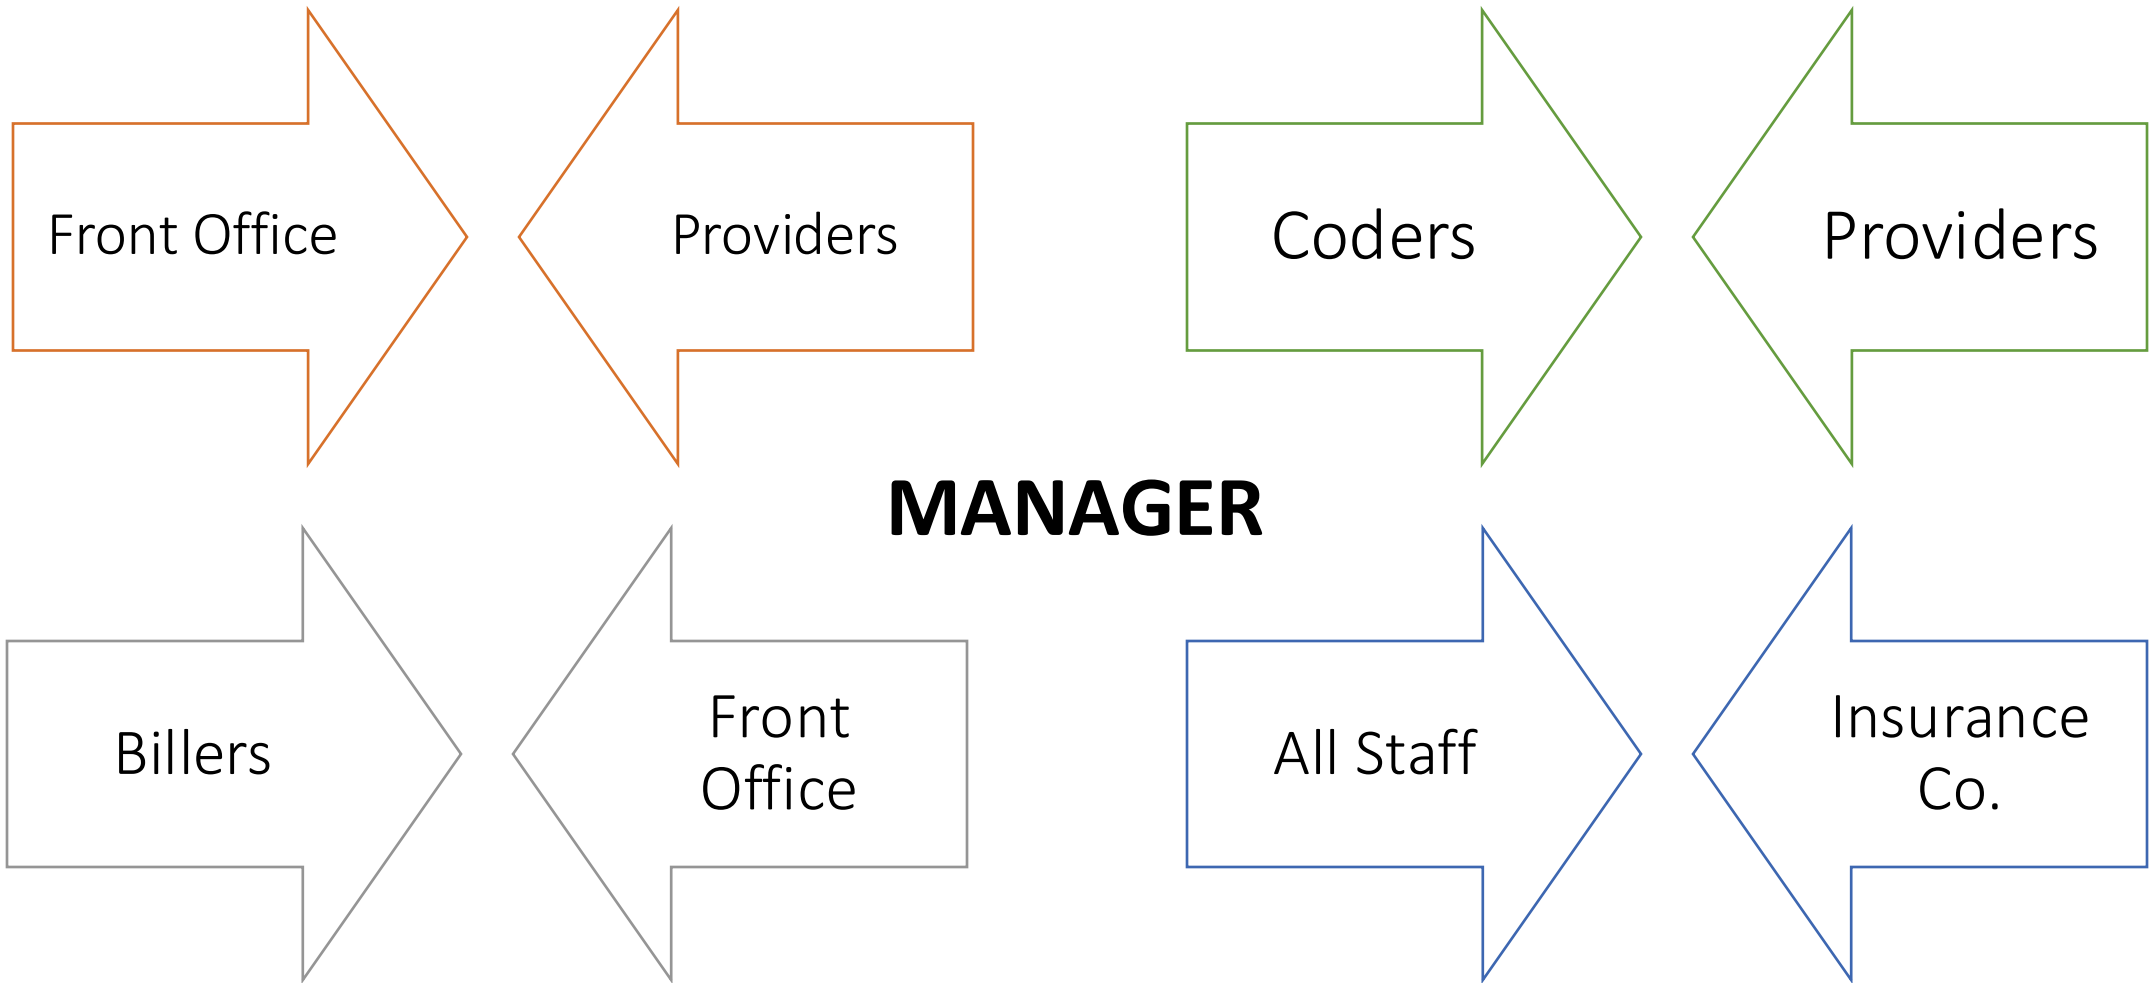 Front Office
Providers
Coders
Providers
MANAGER
Billers
Front
Office
All Staff
Insurance
Co.